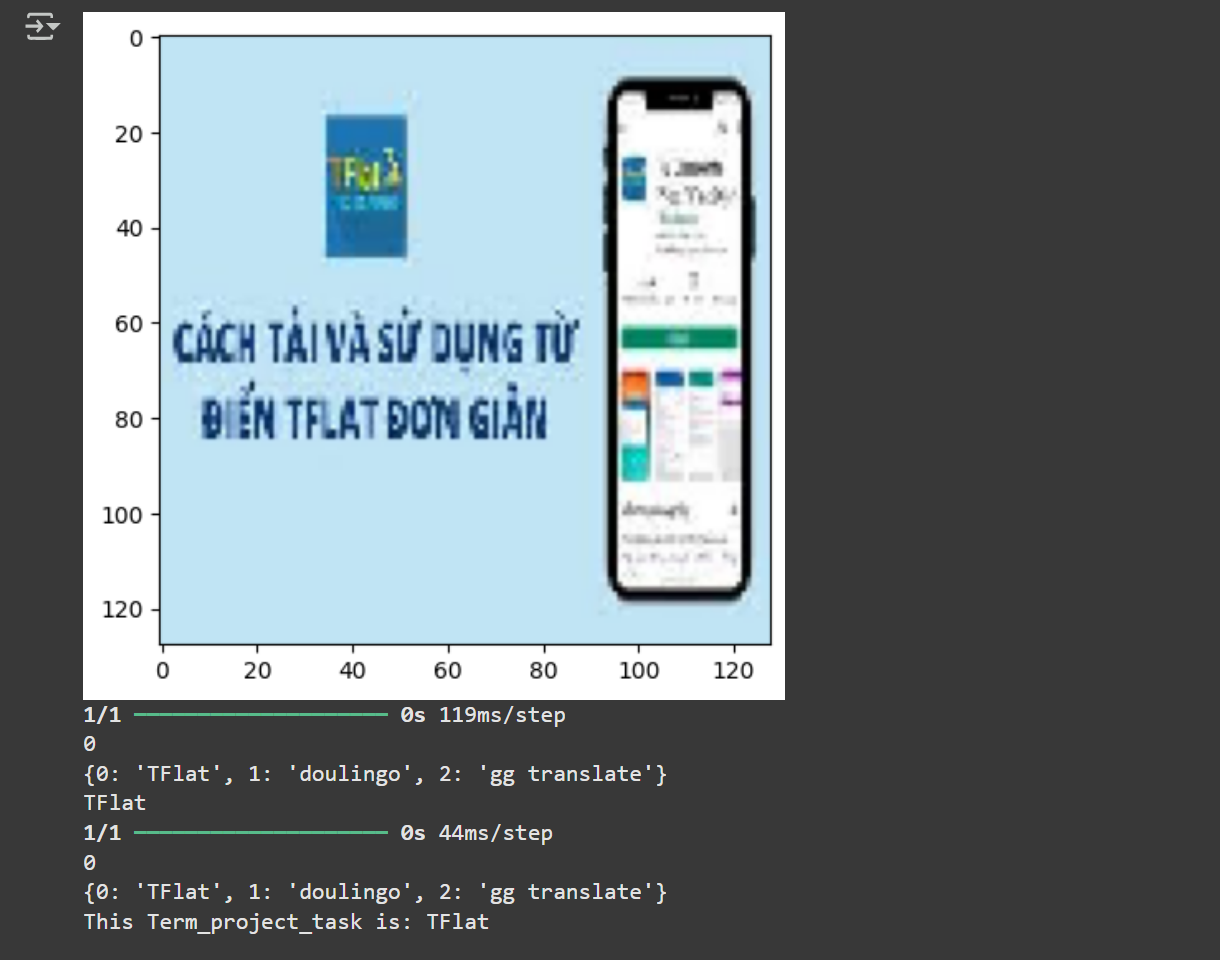 0
20
40
60
80
100
120
TFlat
CÁCH TẢI VÀ SỬ DỤNG TỪ
ĐIỂN TFLAT ĐƠN GIẢN
0 20 40 60 80 100 120
1/1 ━━━━━━━━━━━━━━━━━━━━ 0s 119ms/step
0
{0: 'TFlat', 1: 'doulingo', 2: 'gg translate'}
TFlat
1/1 ━━━━━━━━━━━━━━━━━━━━ 0s 44ms/step
0
{0: 'TFlat', 1: 'doulingo', 2: 'gg translate'}
This Term_project_task is: TFlat